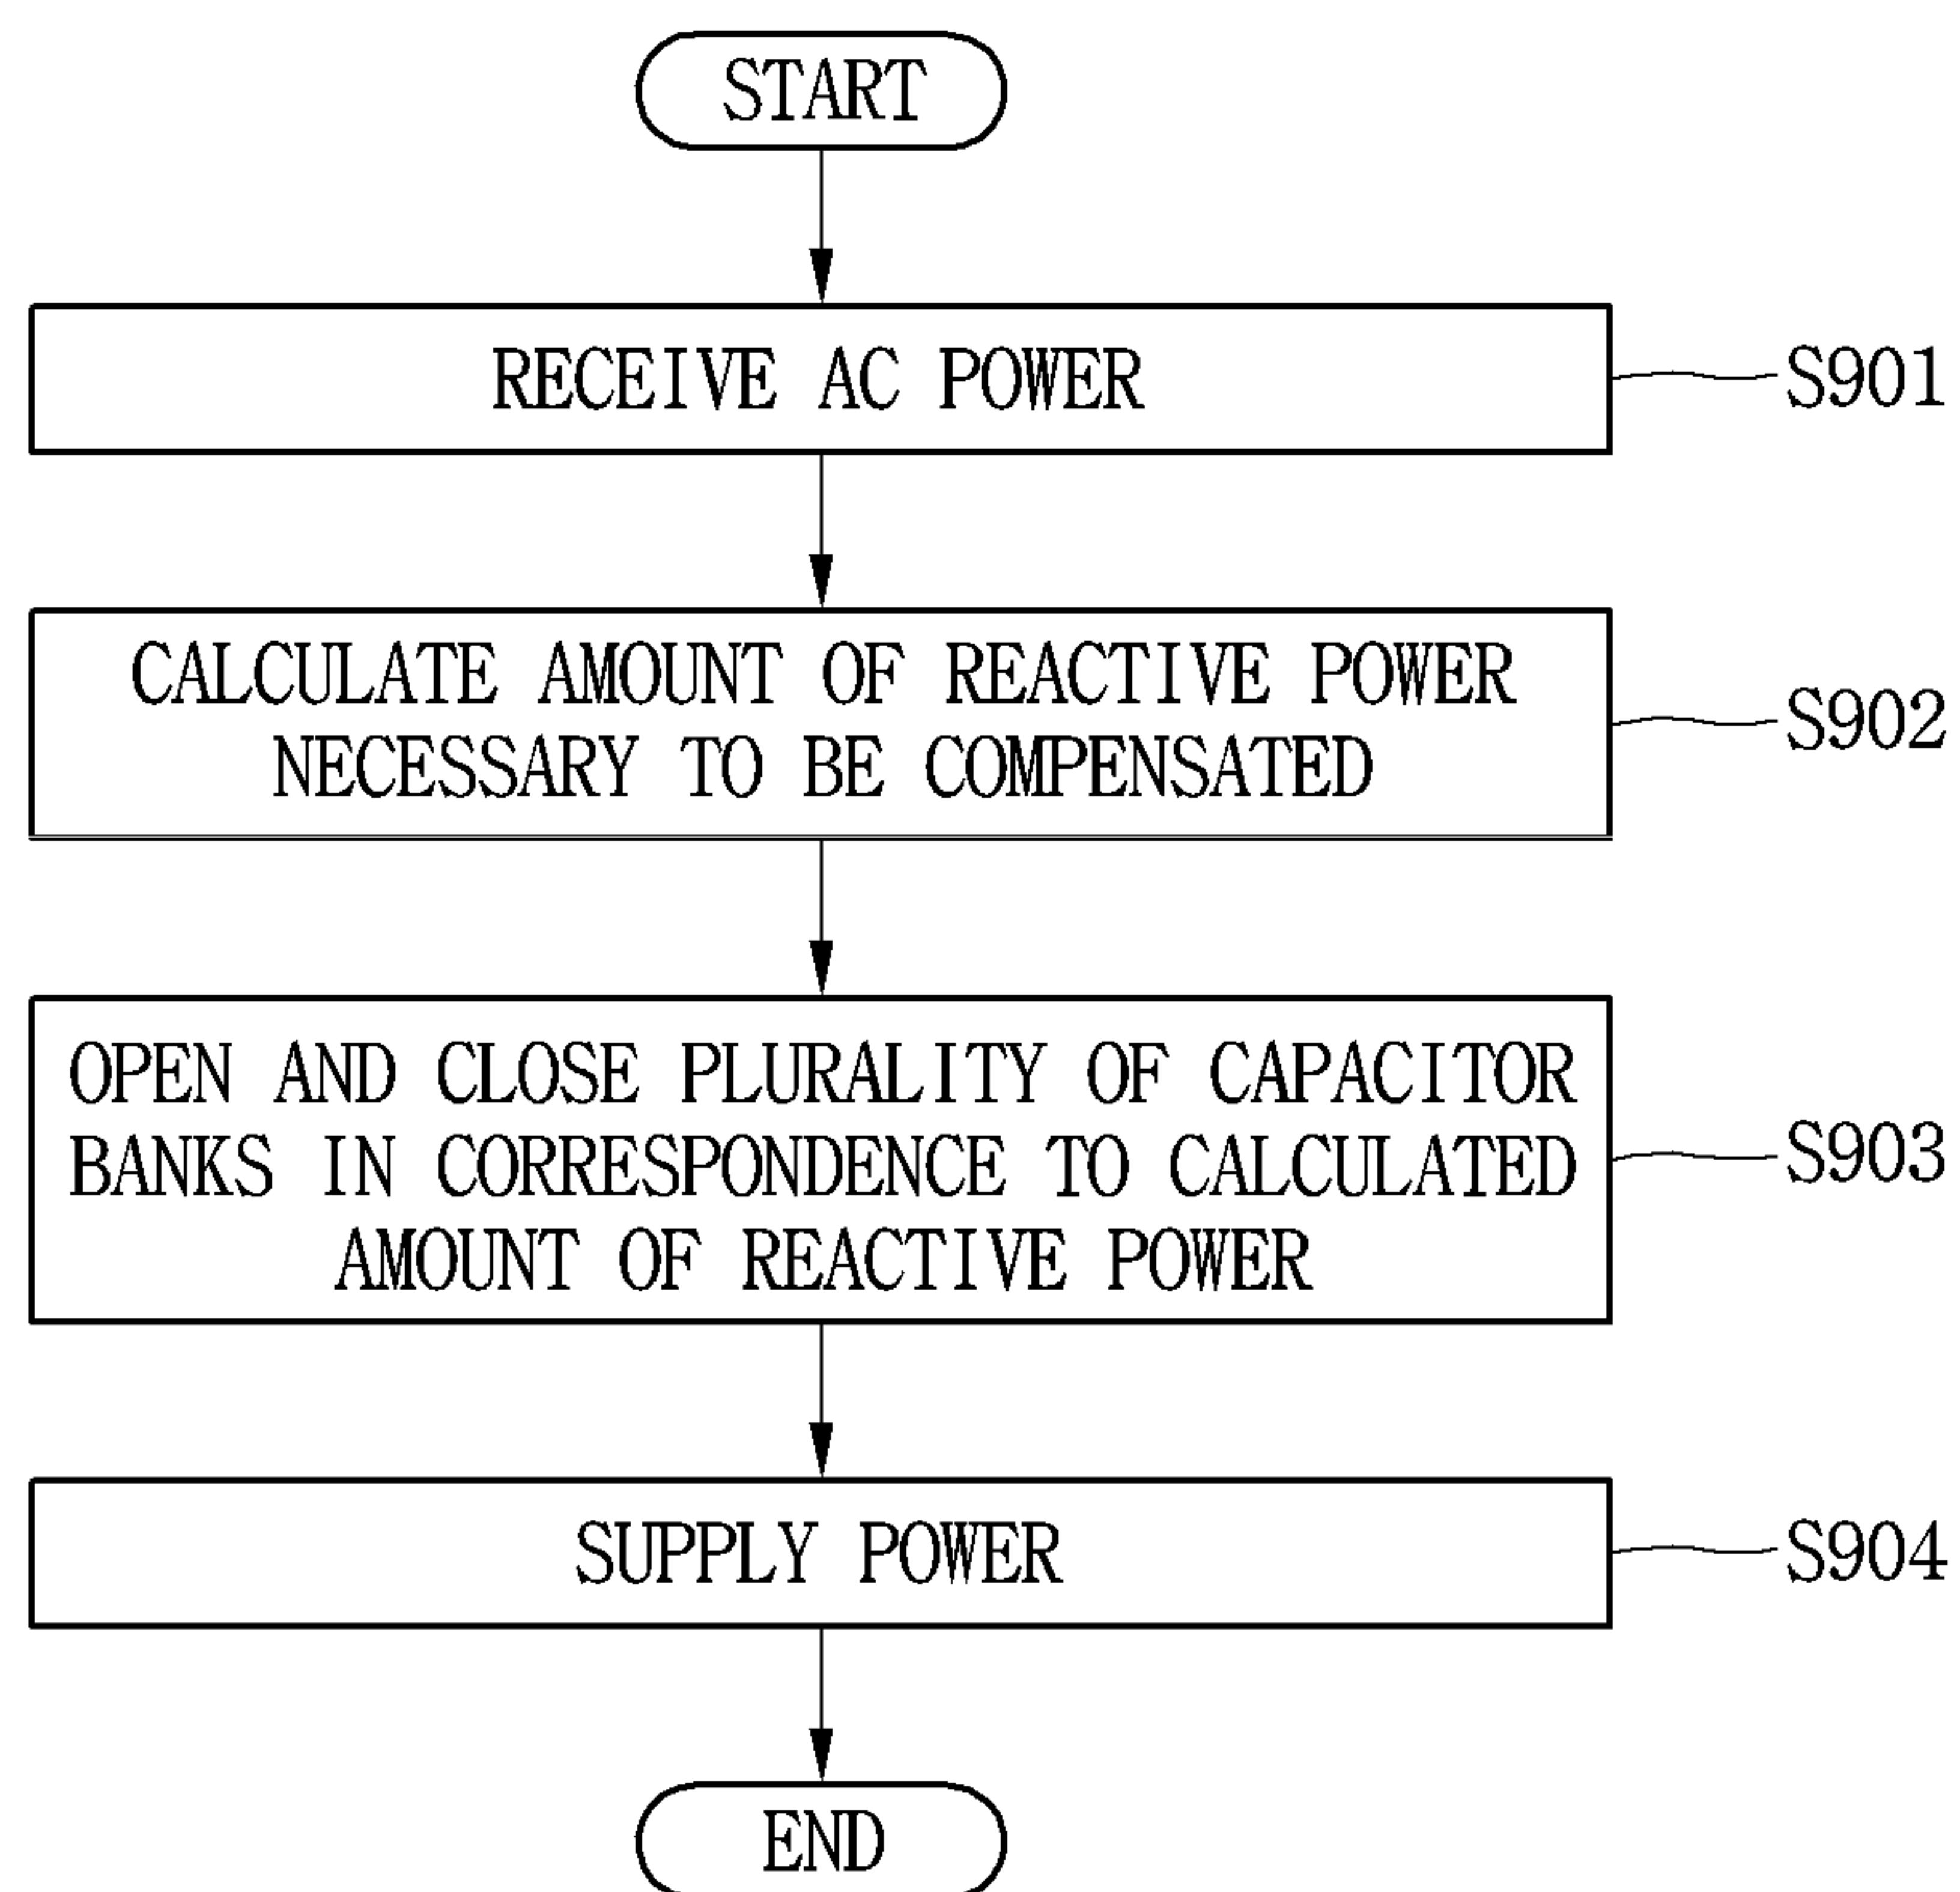 START
RECEIVE AC POWER
S901
CALCULATE AMOUNT OF REACTIVE POWER
NECESSARY TO BE COMPENSATED
S902
OPEN AND CLOSE PLURALITY OF CAPACITOR
BANKS IN CORRESPONDENCE TO CALCULATED
AMOUNT OF REACTIVE POWER
S903
SUPPLY POWER
S904
END